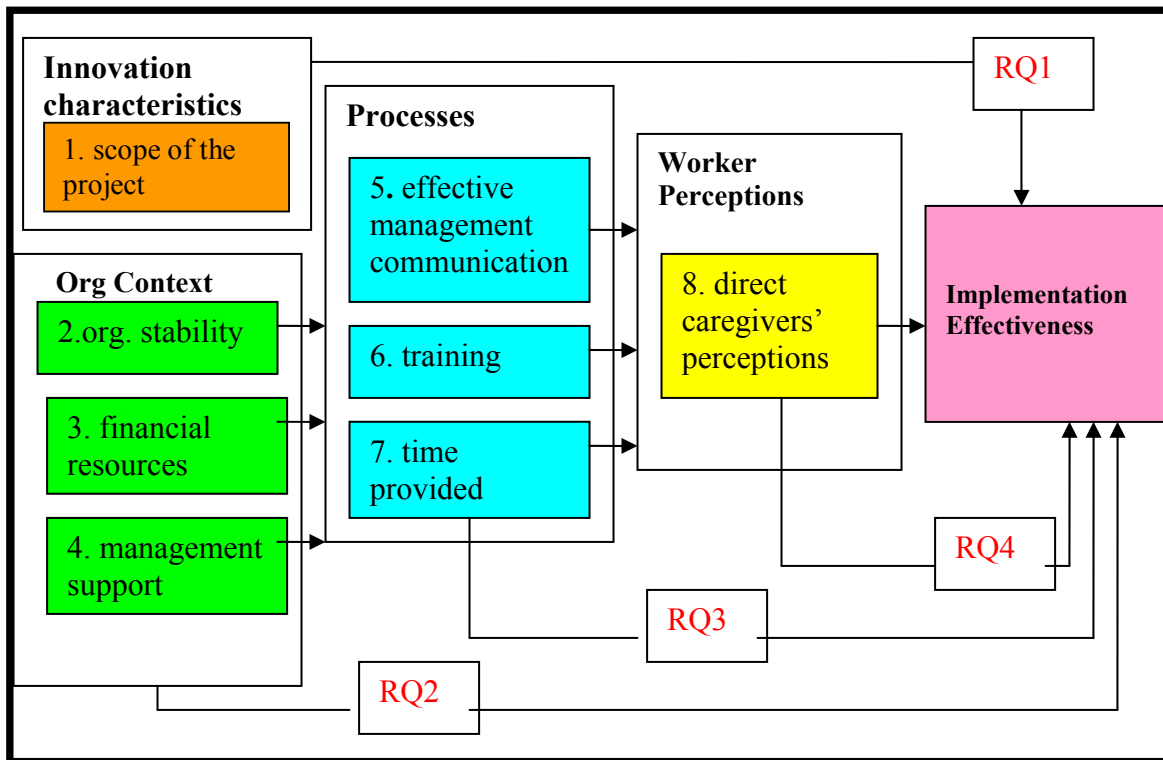 Innovation
characteristics
1. scope of the
project
RQ1
Processes
5. effective
management
communication
6. training
7. time
provided
Worker
Perceptions
8. direct
caregivers’
perceptions
Implementation
Effectiveness
Org Context
2.org. stability
3. financial
resources
4. management
support
RQ4
RQ3
RQ2